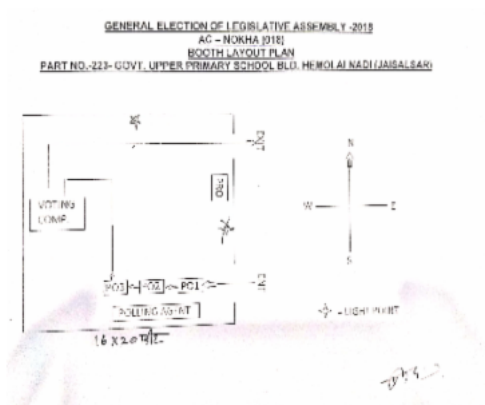 GENERAL ELECTION OF LEGISLATIVE ASSEMBLY -2018
AC - NOKHA (018)
BOOTH LAYOUT PLAN
PART NO.-223- GOVT. UPPER PRIMARY SCHOOL BLD. HEMOLAI NADI (JAISALSAR)
N
PRO
W
E
VOTING
COMP.
S
PO3 PO2 PO1
POLLING AGENT
- LIGHT POINT
16 X 20